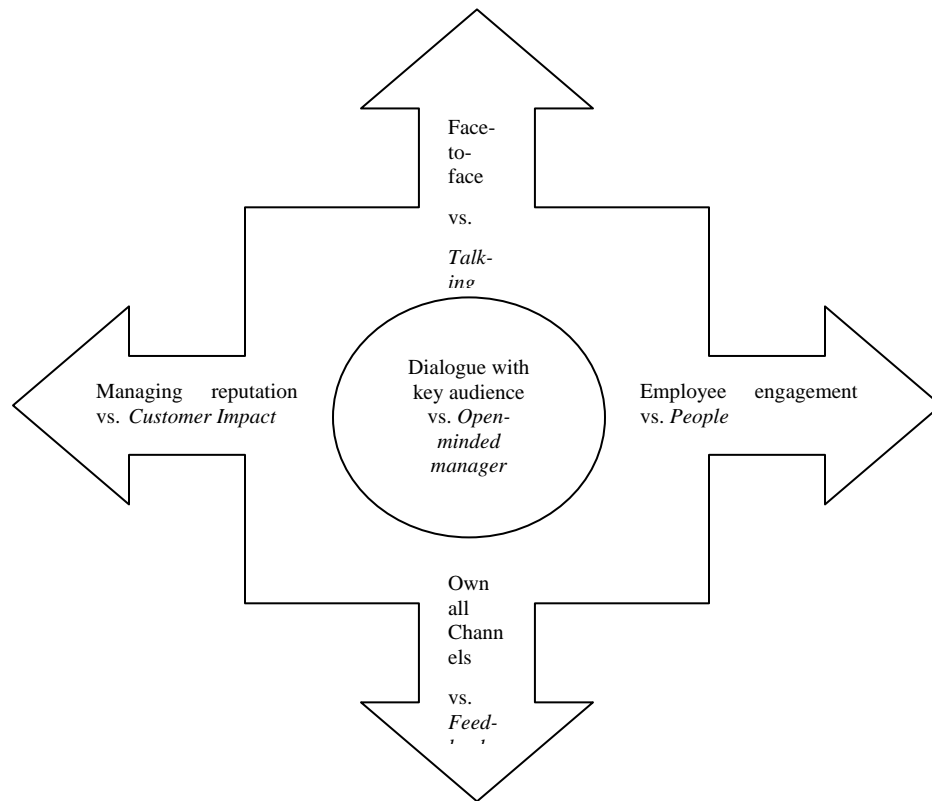 Face-
to-
face
vs.
Talk-
ing
Managing reputation
vs. Customer Impact
Dialogue with
key audience
vs. Open-
minded
manager
Employee engagement
vs. People
Own
all
Chann
els
vs.
Feed-